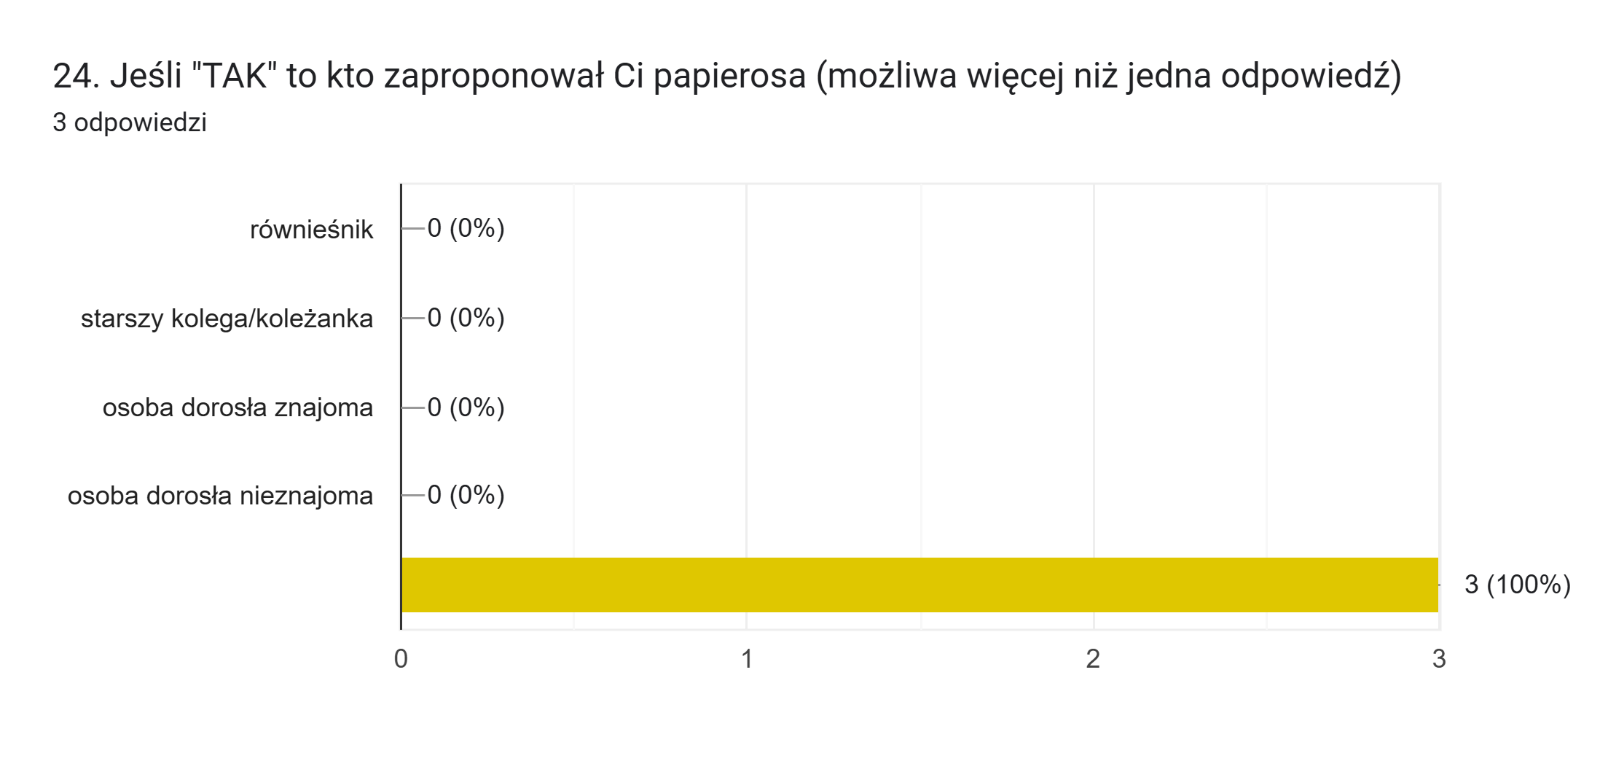 24. Jeśli "TAK" to kto zaproponował Ci papierosa (możliwa więcej niż jedna odpowiedź)
3 odpowiedzi
równieśnik 0 (0%)
starszy kolega/koleżanka 0 (0%)
osoba dorosła znajoma 0 (0%)
osoba dorosła nieznajoma 0 (0%)
3 (100%)
0 1 2 3